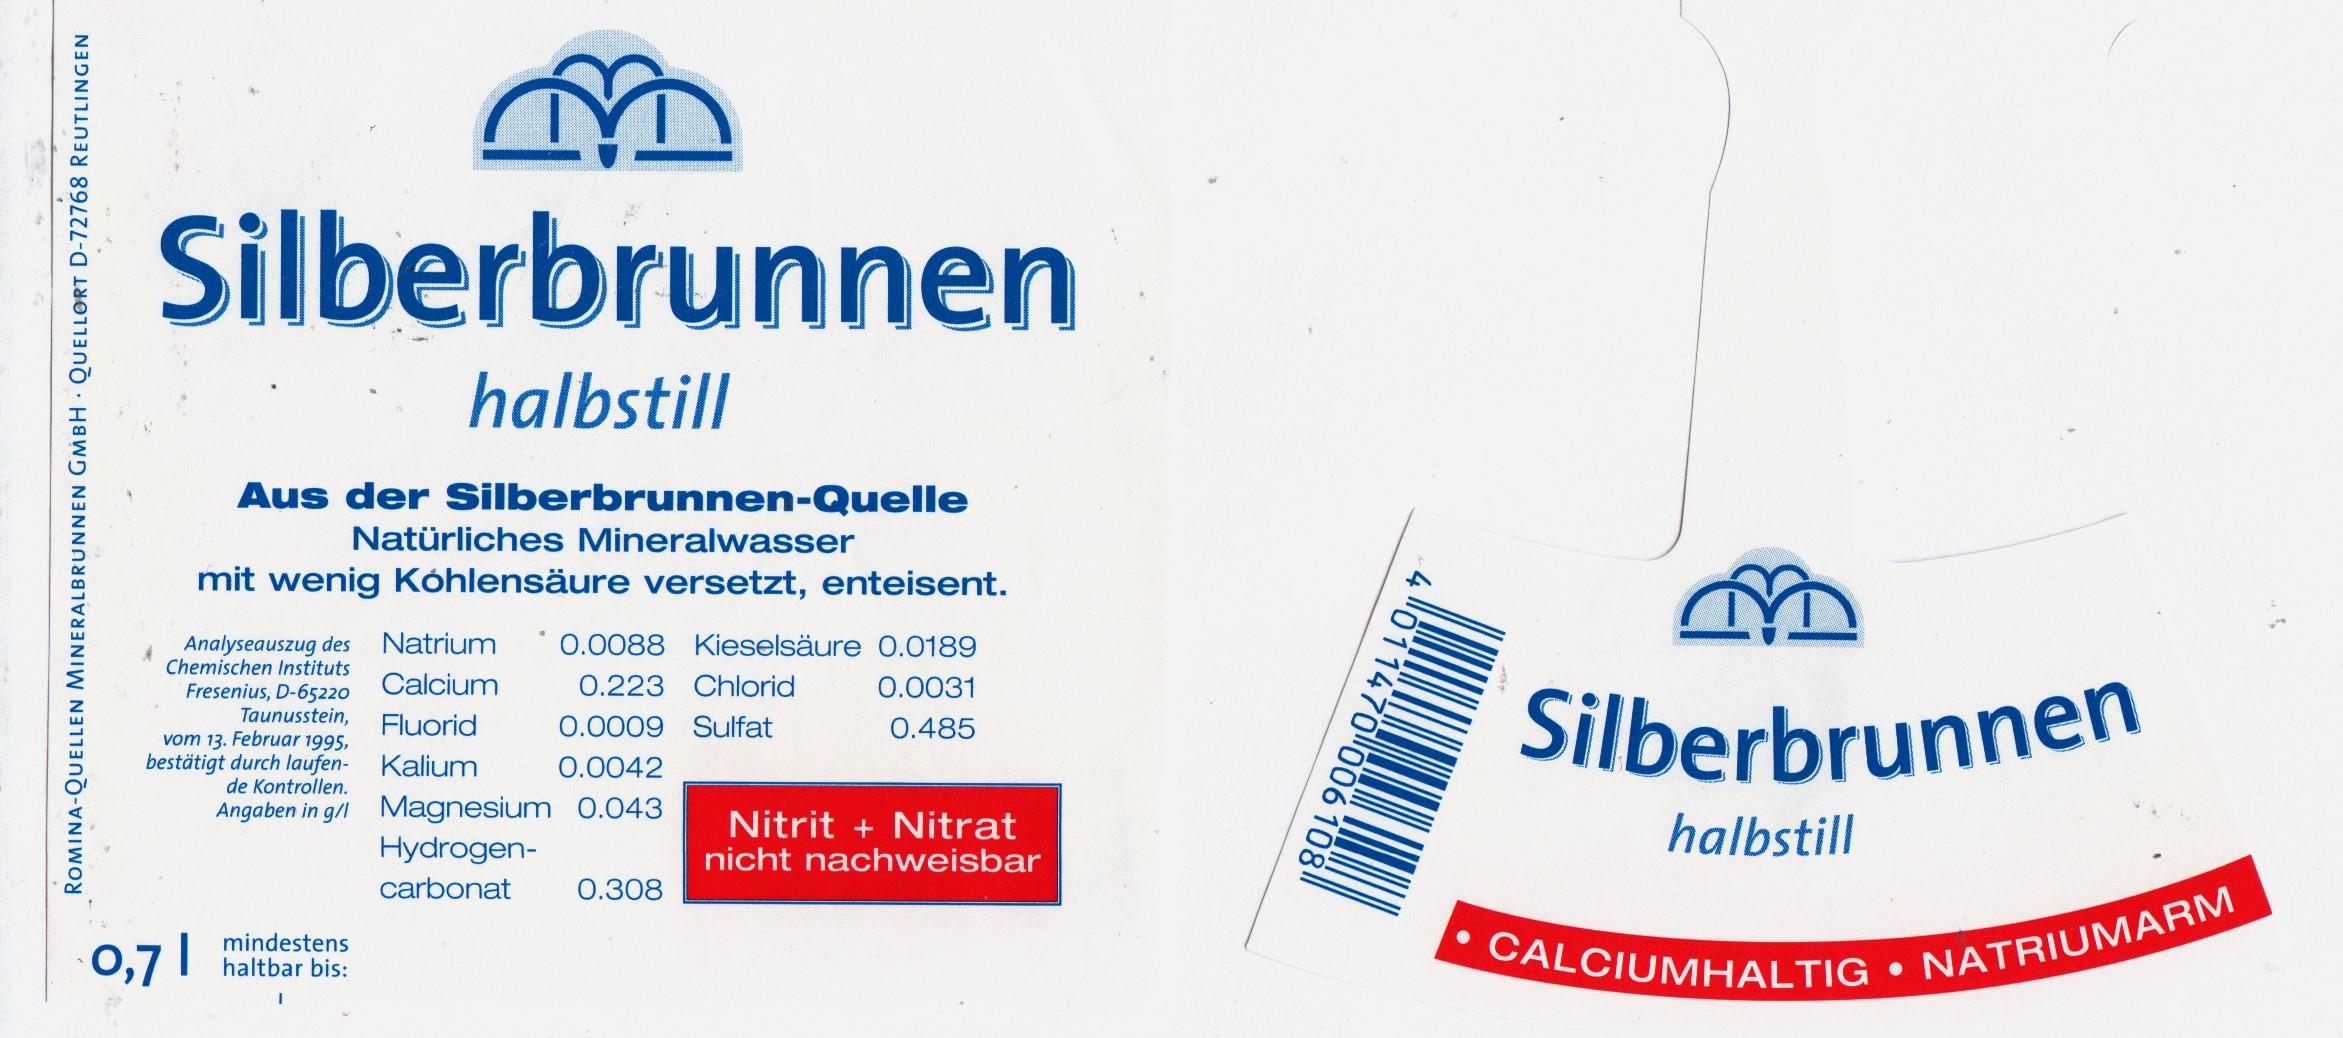 ROMINA-QUELLEN MINERALBRUNNEN GMBH · QUELLORT D-72768 REUTLINGEN
Silberbrunnen
halbstill
Aus der Silberbrunnen-Quelle
Natürliches Mineralwasser
mit wenig Kohlensäure versetzt, enteisent.
Analyseauszug des
Chemischen Instituts
Fresenius, D-65220
Taunusstein,
vom 13. Februar 1995,
bestätigt durch laufen-
de Kontrollen.
Angaben in g/l
Natrium 0.0088
Calcium 0.223
Fluorid 0.0009
Kalium 0.0042
Magnesium 0.043
Hydrogen-
carbonat 0.308
Kieselsäure 0.0189
Chlorid 0.0031
Sulfat 0.485
Nitrit + Nitrat
nicht nachweisbar
0,7 l
mindestens
haltbar bis:
4 011470 006108
Silberbrunnen
halbstill
• CALCIUMHALTIG • NATRIUMARM